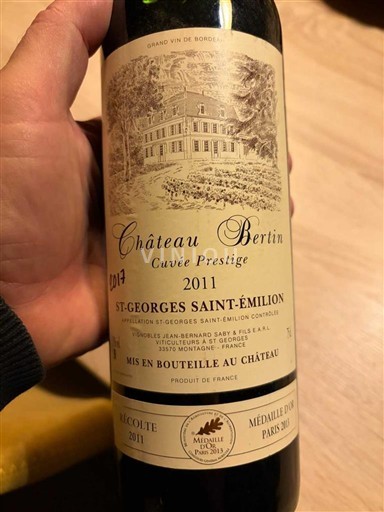 GRAND VIN DE BORDEAUX
Château Bertin
Cuvée Prestige
2017
2011
ST-GEORGES SAINT-ÉMILION
APPELLATION ST-GEORGES SAINT-ÉMILION CONTRÔLÉE
VIGNOBLES JEAN-BERNARD SABY & FILS E.A.R.L.
VITICULTEURS A ST GEORGES
33570 MONTAGNE - FRANCE
MIS EN BOUTEILLE AU CHÂTEAU
PRODUIT DE FRANCE
RÉCOLTE
2011
MÉDAILLE
D'OR
PARIS 2013
MÉDAILLE D'OR
PARIS 2013